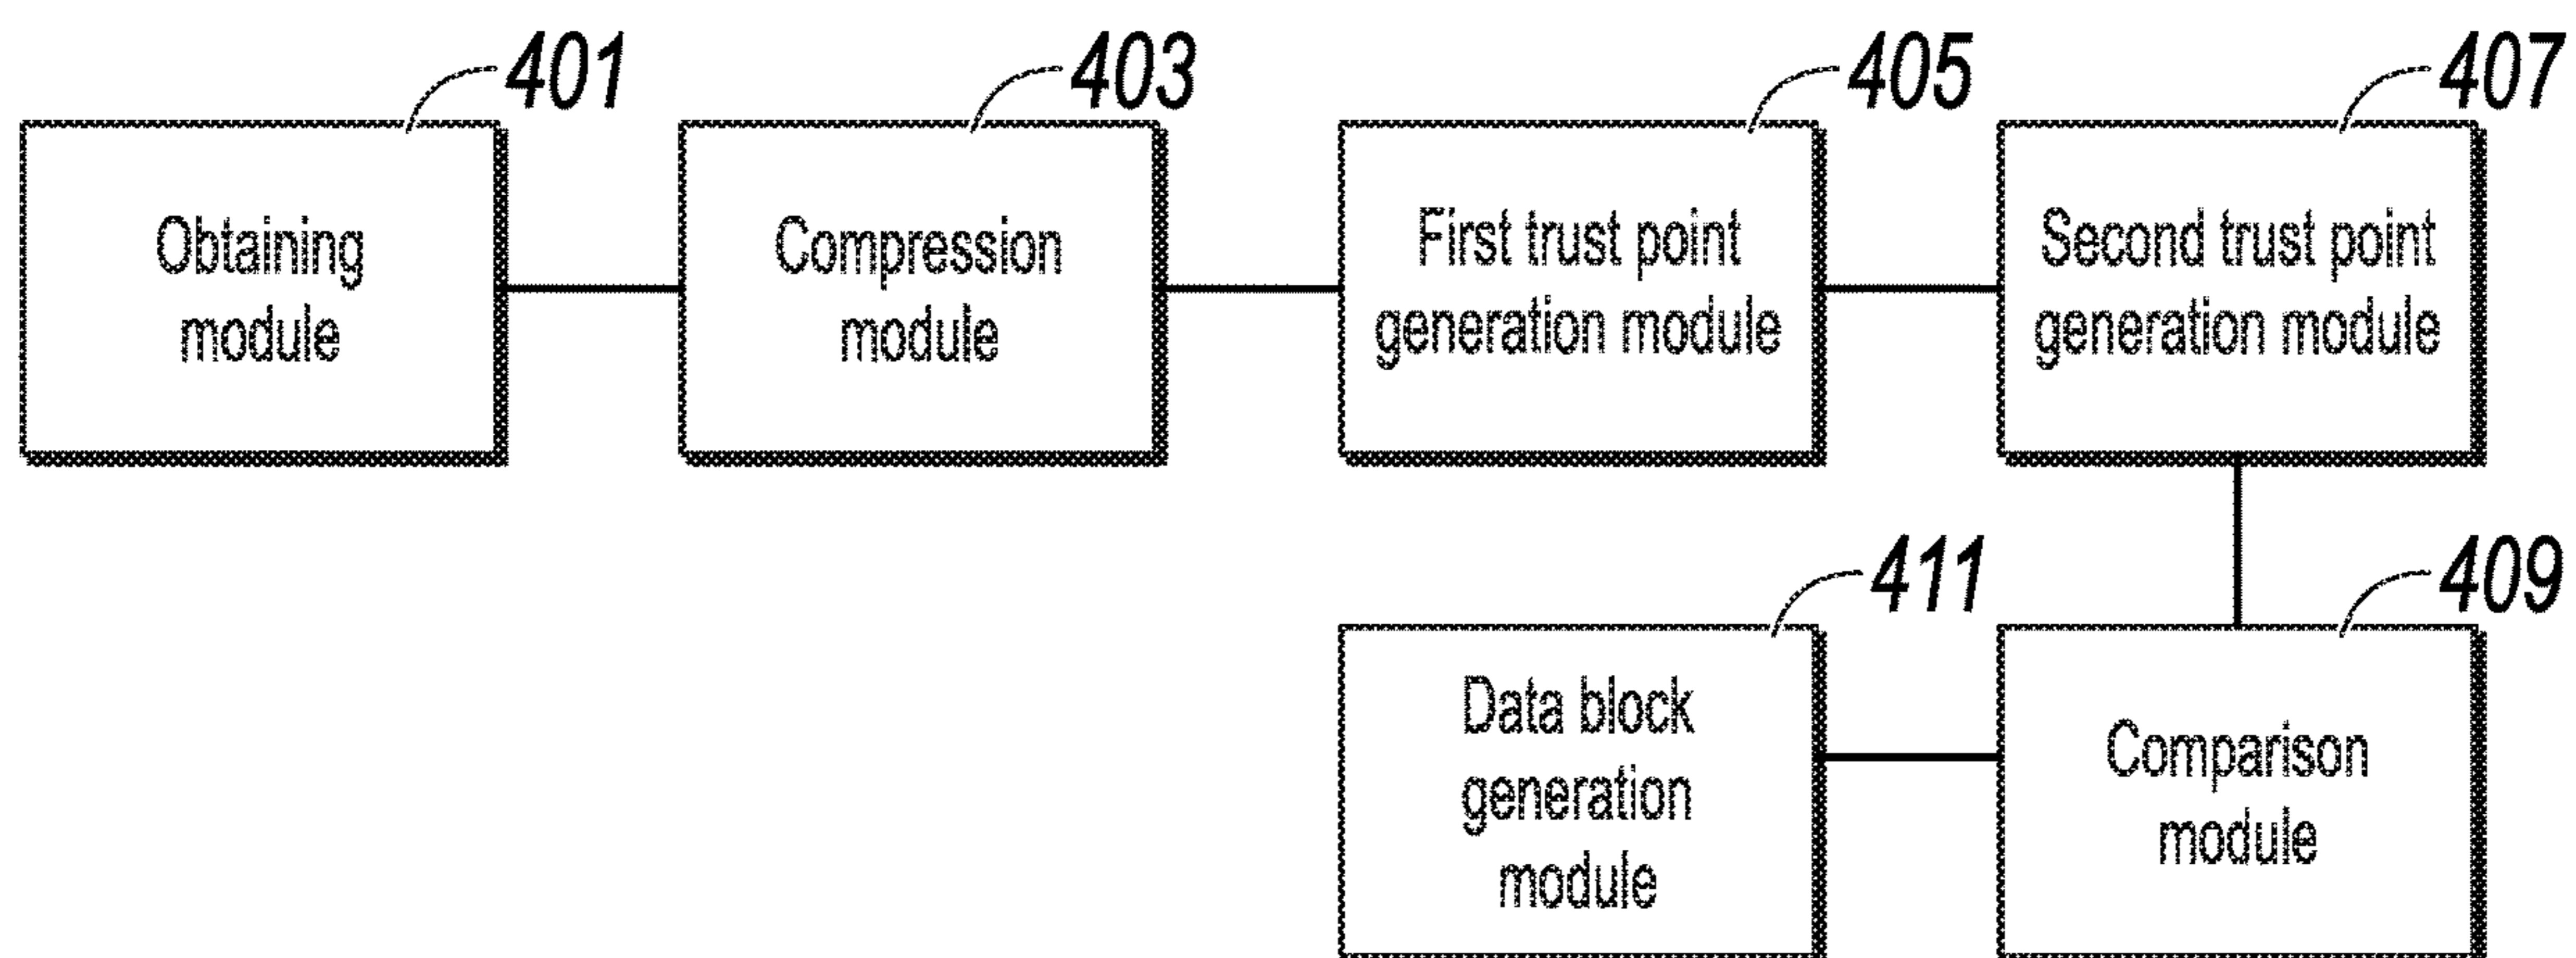 401
403
405
407
Obtaining
module
Compression
module
First trust point
generation module
Second trust point
generation module
411
409
Data block
generation
module
Comparison
module